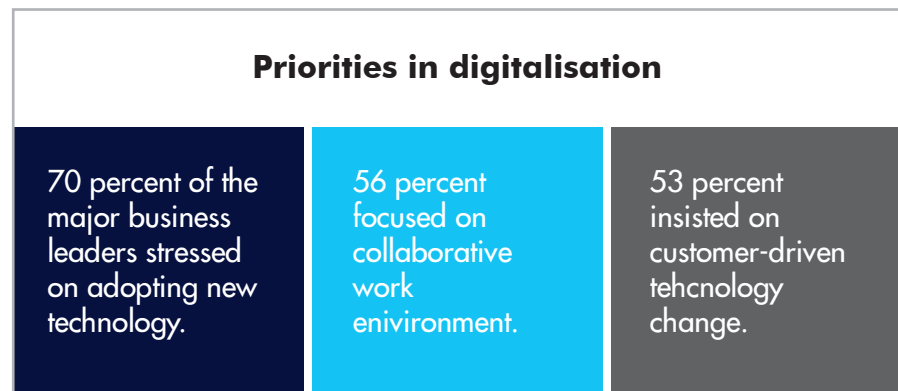 Priorities in digitalisation
70 percent of the
major business
leaders stressed
on adopting new
technology.
56 percent
focused on
collaborative
work
enivironment.
53 percent
insisted on
customer-driven
tehcnology
change.